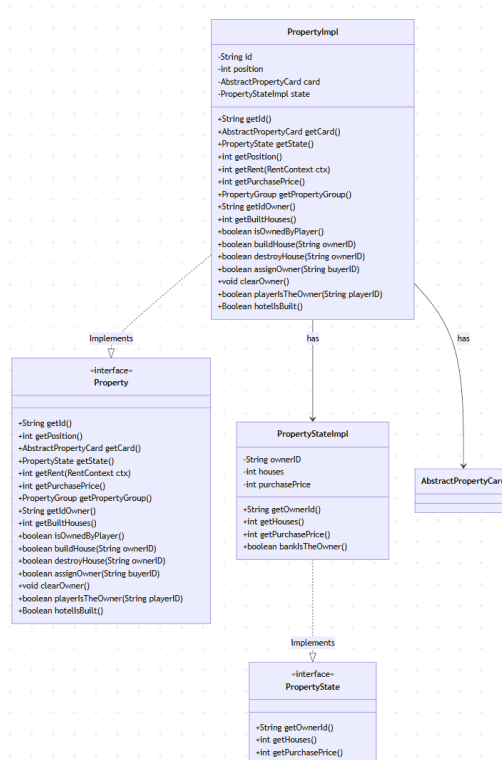 PropertyImpl
-String id
-int position
-AbstractPropertyCard card
-PropertyStateImpl state
+String getId()
+AbstractPropertyCard getCard()
+PropertyState getState()
+int getPosition()
+int getRent(RentContext ctx)
+int getPurchasePrice()
+PropertyGroup getPropertyGroup()
+String getIdOwner()
+int getBuiltHouses()
+boolean isOwnedByPlayer()
+boolean buildHouse(String ownerID)
+boolean destroyHouse(String ownerID)
+boolean assignOwner(String buyerID)
+void clearOwner()
+boolean playerIsTheOwner(String playerID)
+Boolean hotelIsBuilt()
Implements
has
has
«interface»
Property
+String getId()
+int getPosition()
+AbstractPropertyCard getCard()
+PropertyState getState()
+int getRent(RentContext ctx)
+int getPurchasePrice()
+PropertyGroup getPropertyGroup()
+String getIdOwner()
+int getBuiltHouses()
+boolean isOwnedByPlayer()
+boolean buildHouse(String ownerID)
+boolean destroyHouse(String ownerID)
+boolean assignOwner(String buyerID)
+void clearOwner()
+boolean playerIsTheOwner(String playerID)
+Boolean hotelIsBuilt()
PropertyStateImpl
-String ownerID
-int houses
-int purchasePrice
+String getOwnerId()
+int getHouses()
+int getPurchasePrice()
+boolean bankIsTheOwner()
AbstractPropertyCard
Implements
«interface»
PropertyState
+String getOwnerId()
+int getHouses()
+int getPurchasePrice()